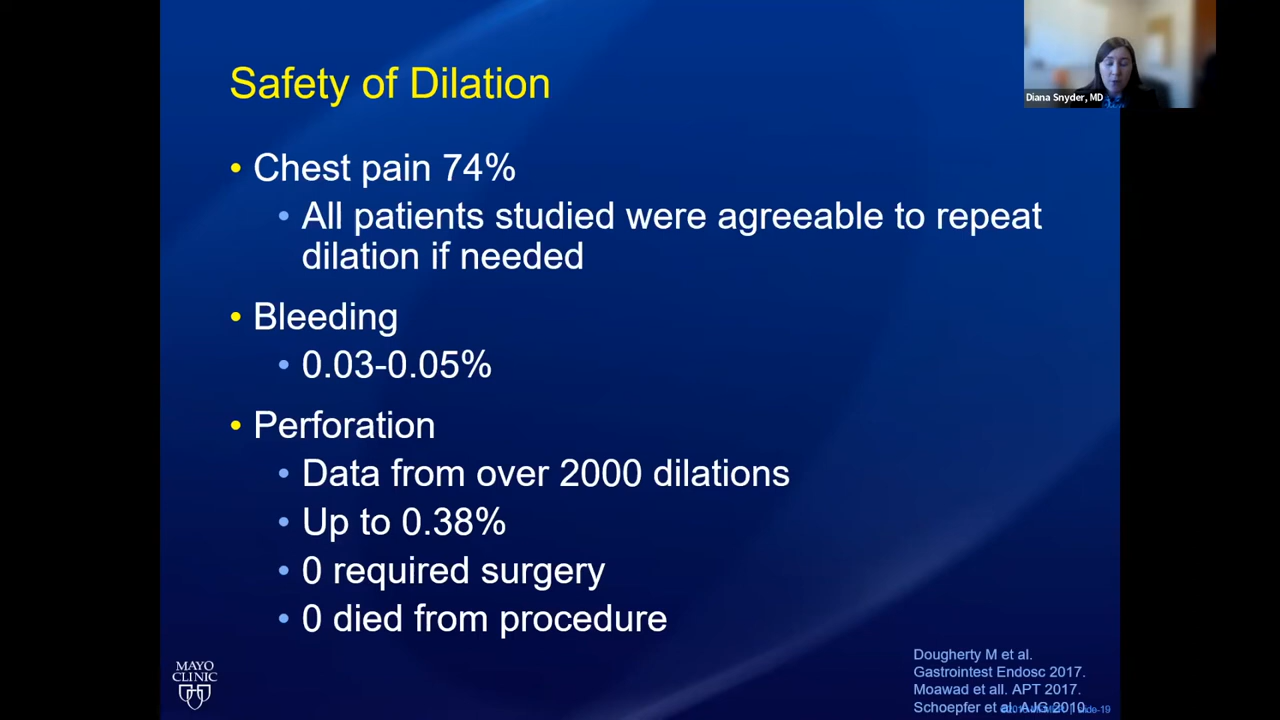 Safety of Dilation
Diana Snyder, MD
• Chest pain 74%
• All patients studied were agreeable to repeat
dilation if needed
• Bleeding
• 0.03-0.05%
• Perforation
• Data from over 2000 dilations
• Up to 0.38%
• 0 required surgery
• 0 died from procedure
MAYO
CLINIC
Dougherty M et al.
Gastrointest Endosc 2017.
Moawad et all. APT 2017.
Schoepfer et al. AJG 2010.